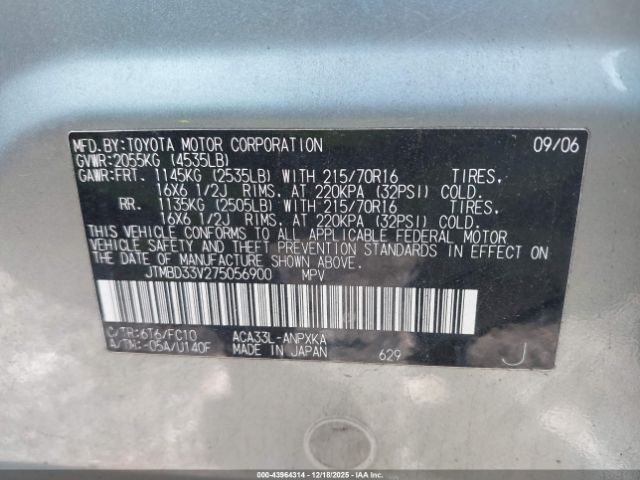 MFD.BY:TOYOTA MOTOR CORPORATION 09/06
GVWR:2055KG (4535LB)
GAWR:FRT. 1145KG (2535LB) WITH 215/70R16 TIRES,
16X6 1/2J RIMS, AT 220KPA (32PSI) COLD.
RR. 1135KG (2505LB) WITH 215/70R16 TIRES,
16X6 1/2J RIMS, AT 220KPA (32PSI) COLD.
THIS VEHICLE CONFORMS TO ALL APPLICABLE FEDERAL MOTOR
VEHICLE SAFETY AND THEFT PREVENTION STANDARDS IN EFFECT ON
THE DATE OF MANUFACTURE SHOWN ABOVE.
JTMBD33V275056900 MPV
C/TR:6T6/FC10 ACA33L-ANPXKA
A/TM:-05A/U140F MADE IN JAPAN 629 J
000-43964314 - 12/18/2025 - IAAI.COM